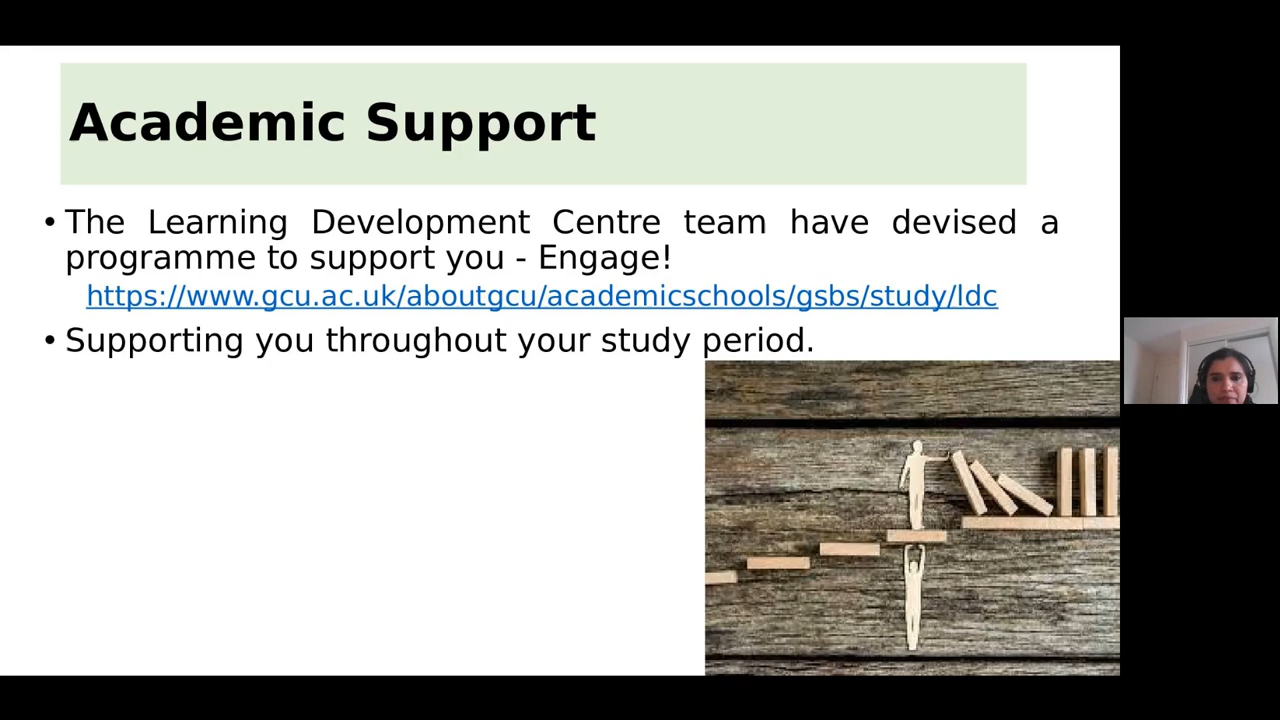 Academic Support
• The Learning Development Centre team have devised a
programme to support you - Engage!
https://www.gcu.ac.uk/aboutgcu/academicschools/gsbs/study/ldc
• Supporting you throughout your study period.